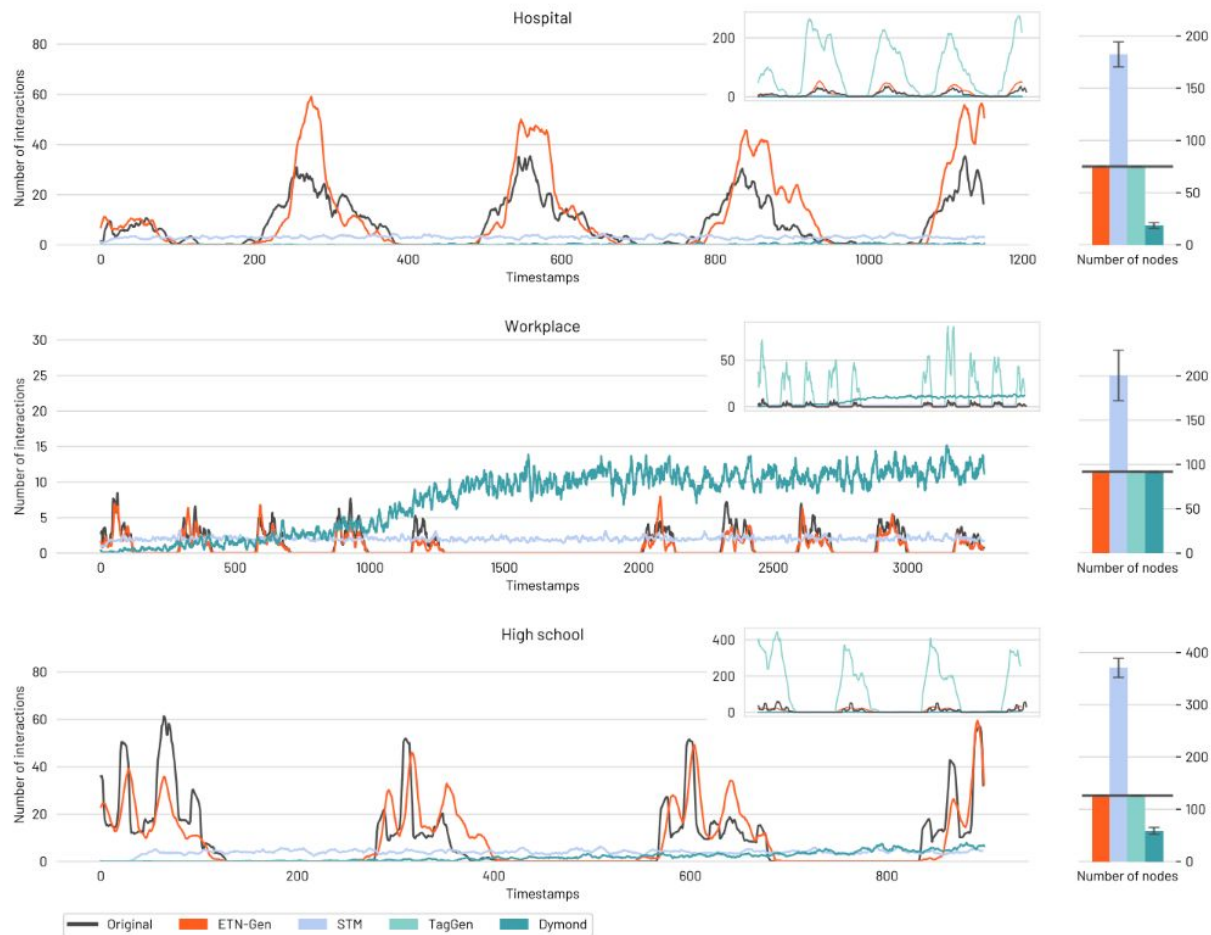 Hospital
Number of interactions
80
60
40
20
0
0 200 400 600 800 1000 1200
Timestamps
200
0
200
150
100
50
0
Number of nodes
Workplace
Number of interactions
30
25
20
15
10
5
0
0 500 1000 1500 2000 2500 3000
Timestamps
50
0
200
150
100
50
0
Number of nodes
High school
Number of interactions
80
60
40
20
0
0 200 400 600 800
Timestamps
400
200
0
400
300
200
100
0
Number of nodes
Original ETN-Gen STM TagGen Dymond